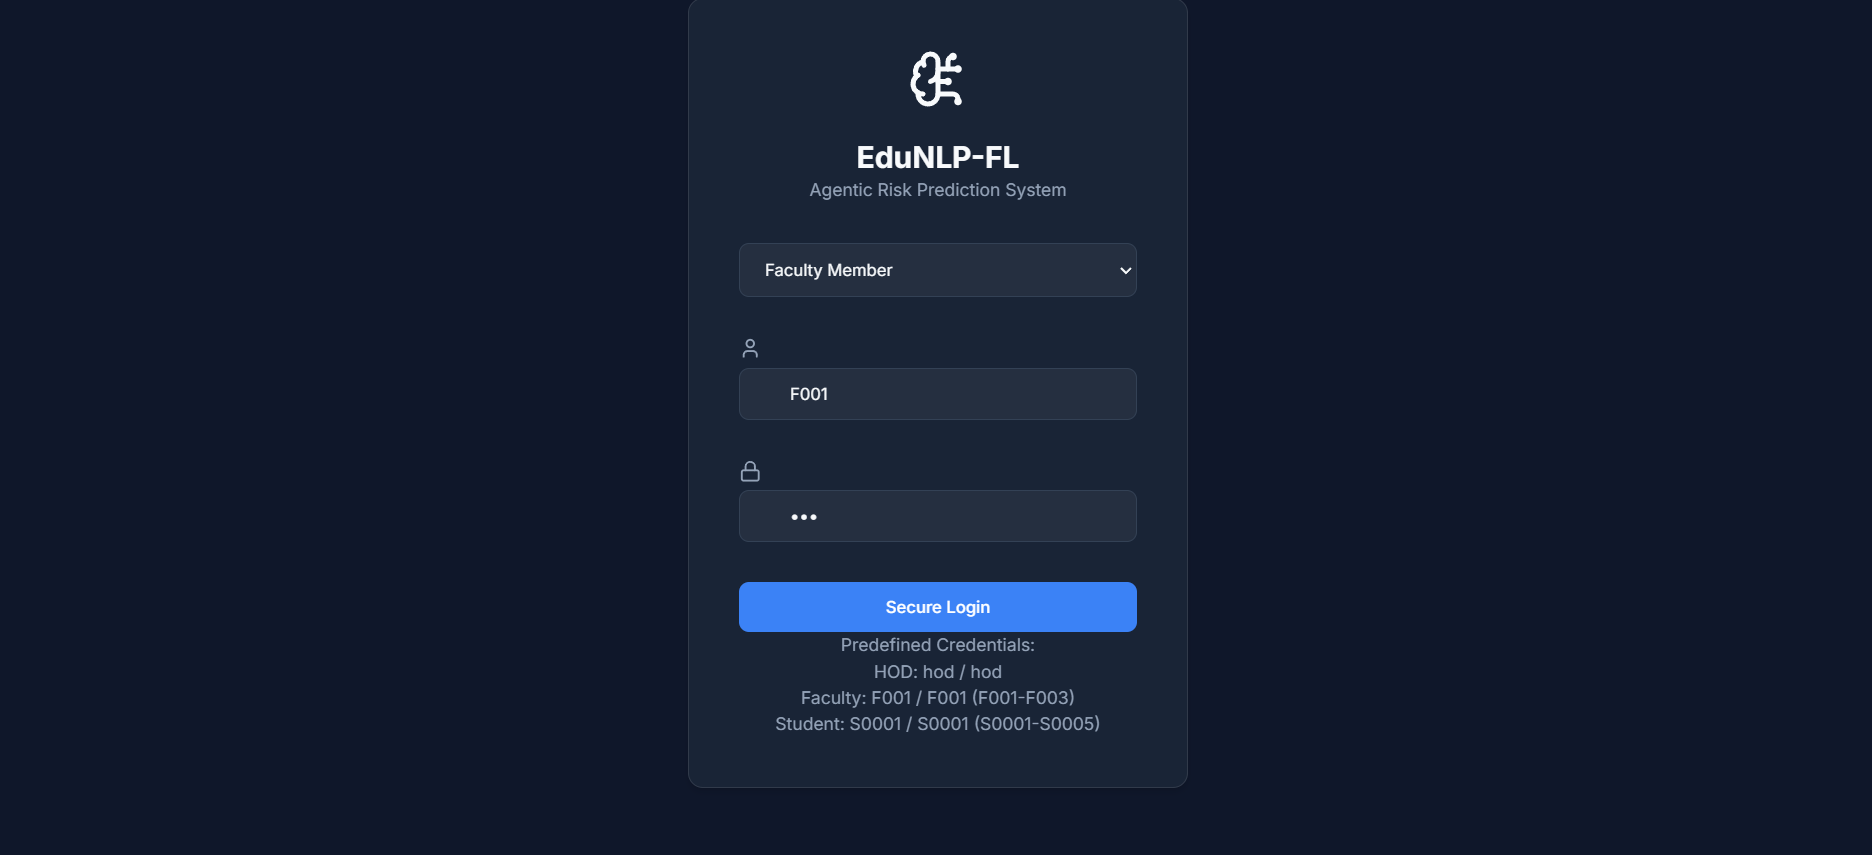 EduNLP-FL
Agentic Risk Prediction System
Faculty Member
F001
•••
Secure Login
Predefined Credentials:
HOD: hod / hod
Faculty: F001 / F001 (F001-F003)
Student: S0001 / S0001 (S0001-S0005)